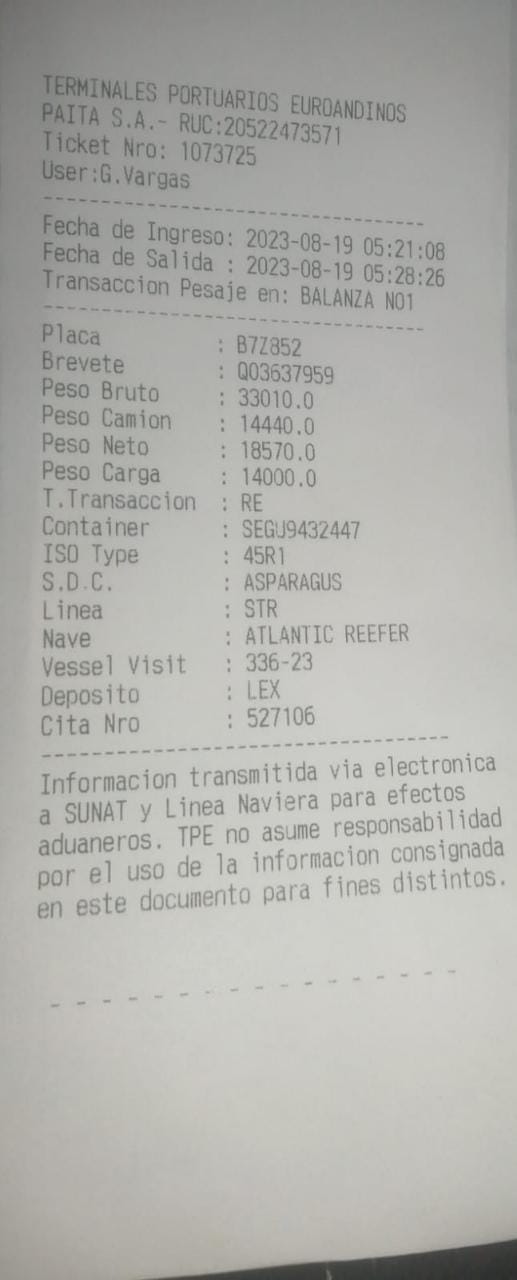 TERMINALES PORTUARIOS EUROANDINOS
PAITA S.A.- RUC:20522473571
Ticket Nro: 1073725
User:G.Vargas
Fecha de Ingreso: 2023-08-19 05:21:08
Fecha de Salida : 2023-08-19 05:28:26
Transaccion Pesaje en: BALANZA NO1
Placa : B7Z852
Brevete : Q03637959
Peso Bruto : 33010.0
Peso Camion : 14440.0
Peso Neto : 18570.0
Peso Carga : 14000.0
T.Transaccion : RE
Container : SEGU9432447
ISO Type : 45R1
S.D.C. : ASPARAGUS
Linea : STR
Nave : ATLANTIC REEFER
Vessel Visit : 336-23
Deposito : LEX
Cita Nro : 527106
Informacion transmitida via electronica
a SUNAT y Linea Naviera para efectos
aduaneros. TPE no asume responsabilidad
por el uso de la informacion consignada
en este documento para fines distintos.